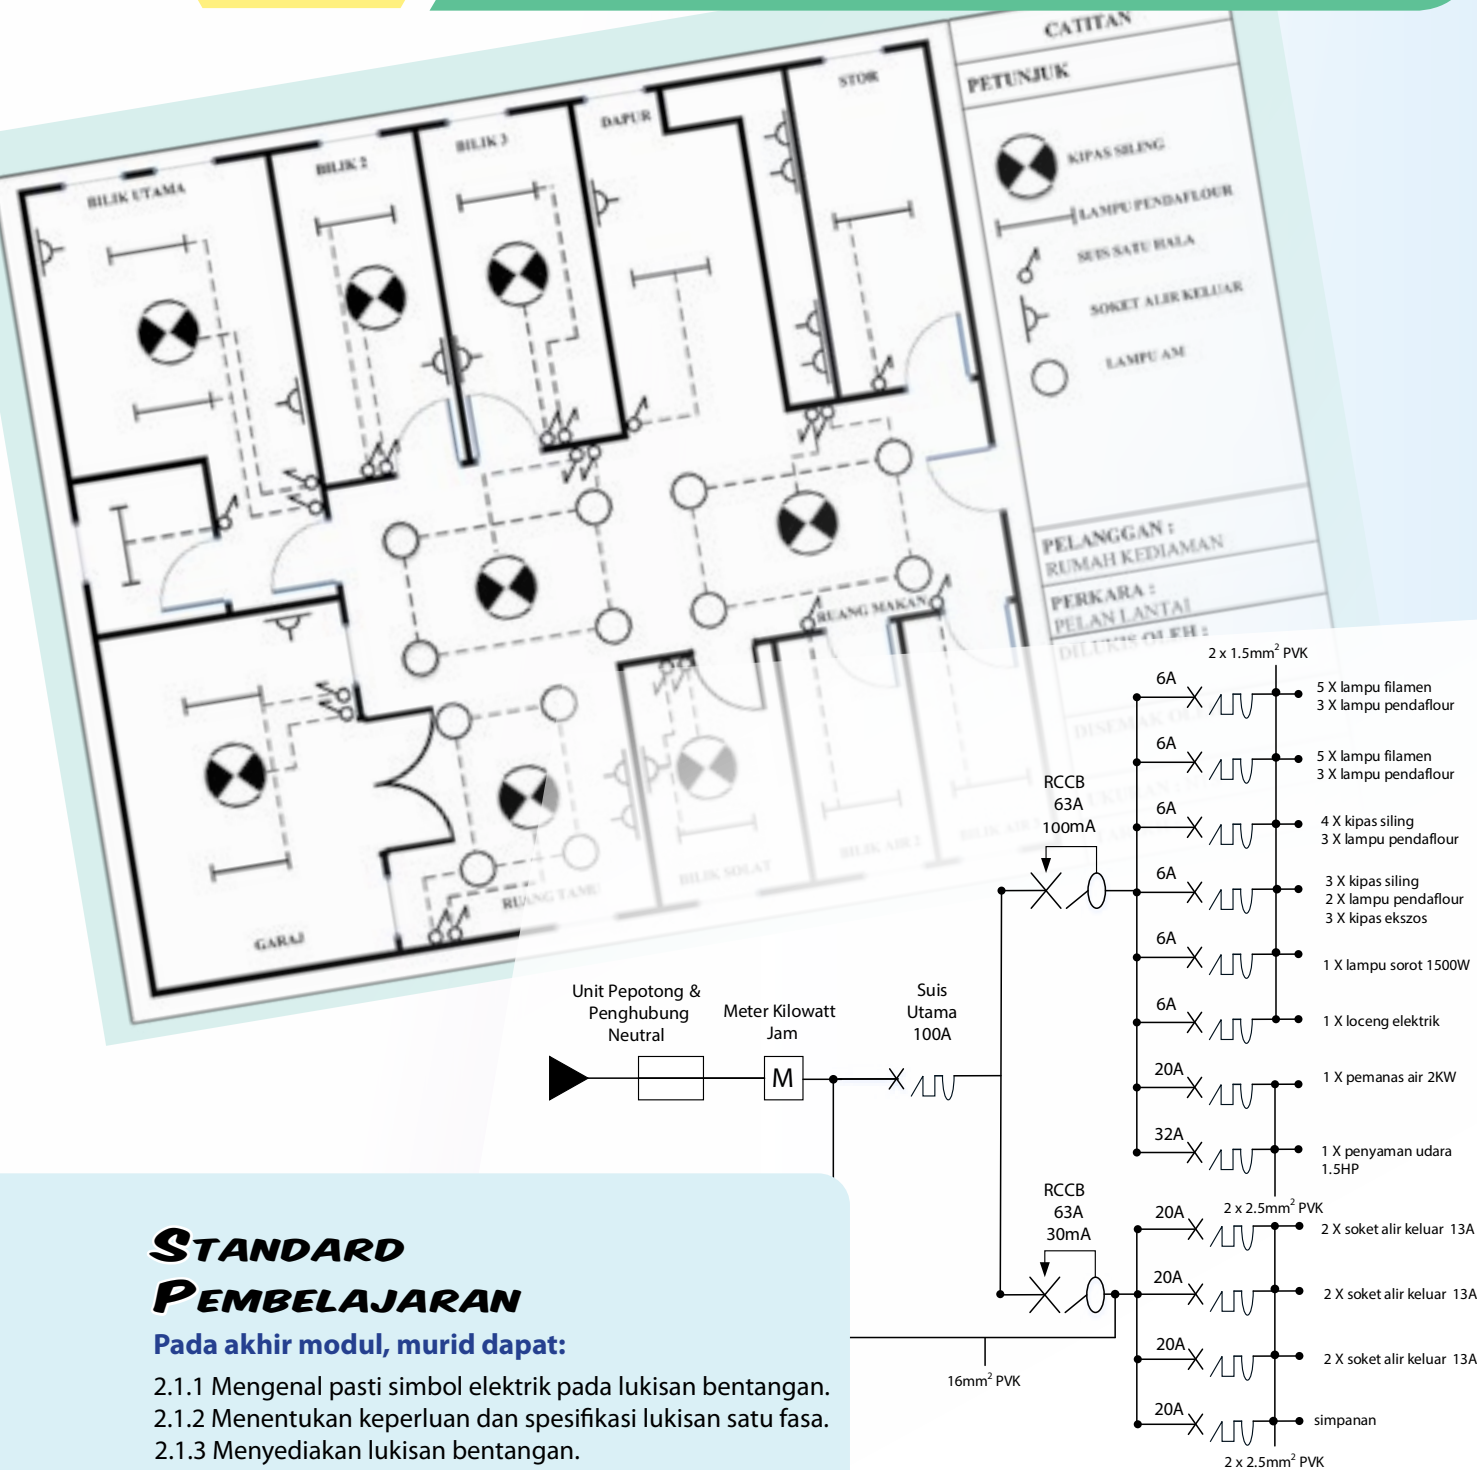 CATITAN
PETUNJUK
KIPAS SILING
LAMPU PENDAFLOUR
SUIS SATU HALA
SOKET ALIR KELUAR
LAMPU AM
PELANGGAN :
RUMAH KEDIAMAN
PERKARA :
PELAN LANTAI
DILUKIS OLEH :
DISEMAK
BILIK UTAMA
BILIK 2
BILIK 3
DAPUR
STOR
RUANG MAKAN
RUANG TAMU
BILIK SOLAT
BILIK AIR 2
BILIK AIR
GARAJ
2 x 1.5mm² PVK
6A
5 X lampu filamen
3 X lampu pendaflour
6A
5 X lampu filamen
3 X lampu pendaflour
6A
4 X kipas siling
3 X lampu pendaflour
6A
3 X kipas siling
2 X lampu pendaflour
3 X kipas ekszos
6A
1 X lampu sorot 1500W
6A
1 X loceng elektrik
20A
1 X pemanas air 2KW
32A
1 X penyaman udara
1.5HP
2 x 2.5mm² PVK
RCCB
63A
100mA
Unit Pepotong &
Penghubung
Neutral
Meter Kilowatt
Jam
M
Suis
Utama
100A
RCCB
63A
30mA
20A
2 X soket alir keluar 13A
20A
2 X soket alir keluar 13A
20A
2 X soket alir keluar 13A
20A
simpanan
2 x 2.5mm² PVK
16mm² PVK
STANDARD
PEMBELAJARAN
Pada akhir modul, murid dapat:
2.1.1 Mengenal pasti simbol elektrik pada lukisan bentangan.
2.1.2 Menentukan keperluan dan spesifikasi lukisan satu fasa.
2.1.3 Menyediakan lukisan bentangan.